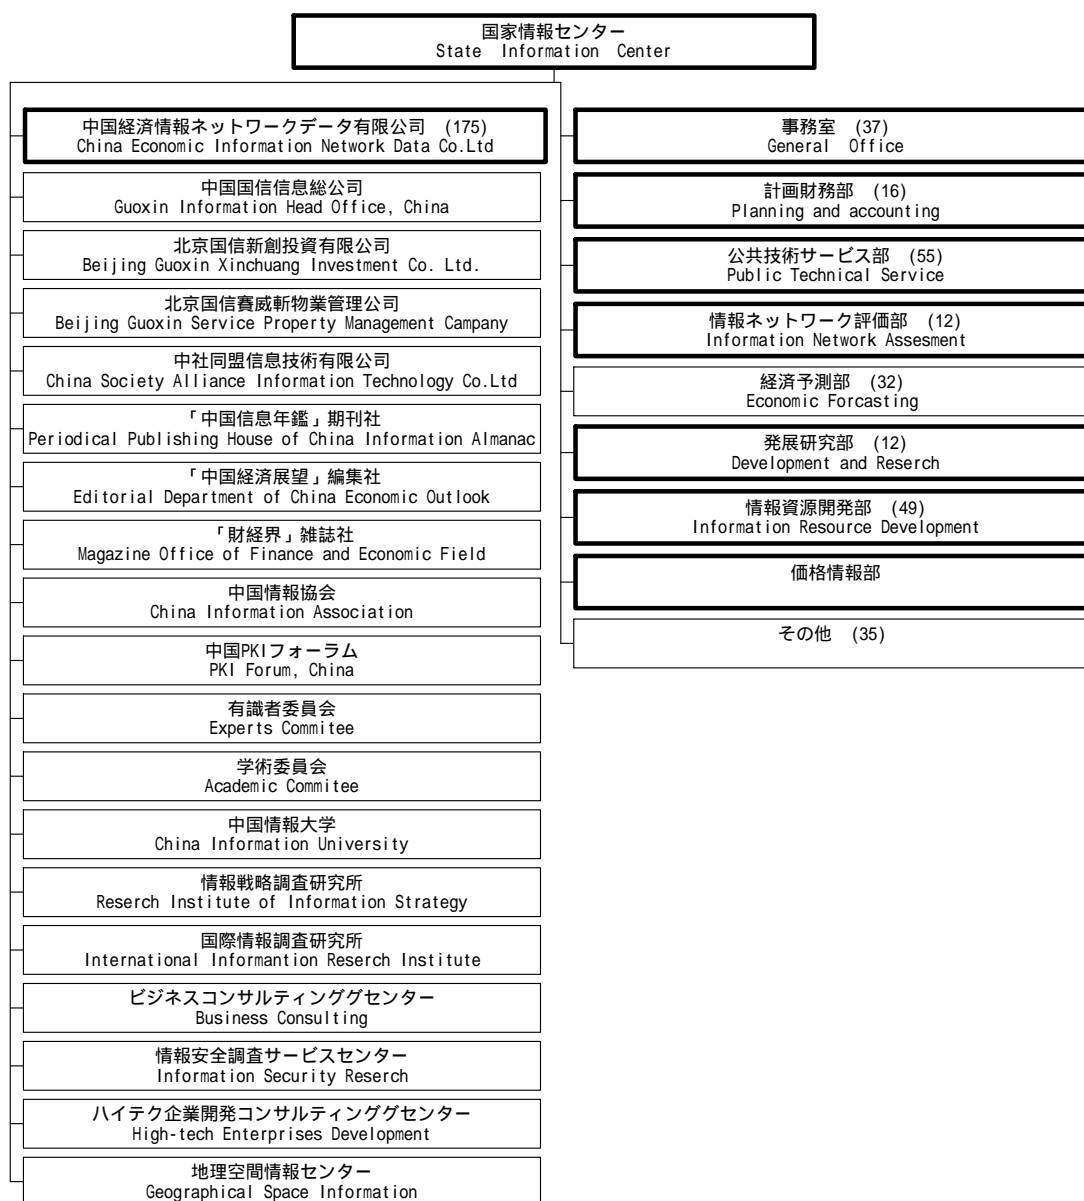 国家情報センター
State Information Center
中国経済情報ネットワークデータ有限公司 (175)
China Economic Information Network Data Co.Ltd
中国国信信息総公司
Guoxin Information Head Office, China
北京国信新創投資有限公司
Beijing Guoxin Xinchuang Investment Co. Ltd.
北京国信賽威斬物業管理公司
Beijing Guoxin Service Property Management Campany
中社同盟信息技術有限公司
China Society Alliance Information Technology Co.Ltd
「中国信息年鑑」期刊社
Periodical Publishing House of China Information Almanac
「中国経済展望」編集社
Editorial Department of China Economic Outlook
「財経界」雑誌社
Magazine Office of Finance and Economic Field
中国情報協会
China Information Association
中国PKIフォーラム
PKI Forum, China
有識者委員会
Experts Commitee
学術委員会
Academic Commitee
中国情報大学
China Information University
情報戦略調査研究所
Reserch Institute of Information Strategy
国際情報調査研究所
International Informantion Reserch Institute
ビジネスコンサルティンググセンター
Business Consulting
情報安全調査サービスセンター
Information Security Reserch
ハイテク企業開発コンサルティンググセンター
High-tech Enterprises Development
地理空間情報センター
Geographical Space Information
事務室 (37)
General Office
計画財務部 (16)
Planning and accounting
公共技術サービス部 (55)
Public Technical Service
情報ネットワーク評価部 (12)
Information Network Assesment
経済予測部 (32)
Economic Forcasting
発展研究部 (12)
Development and Reserch
情報資源開発部 (49)
Information Resource Development
価格情報部
その他 (35)